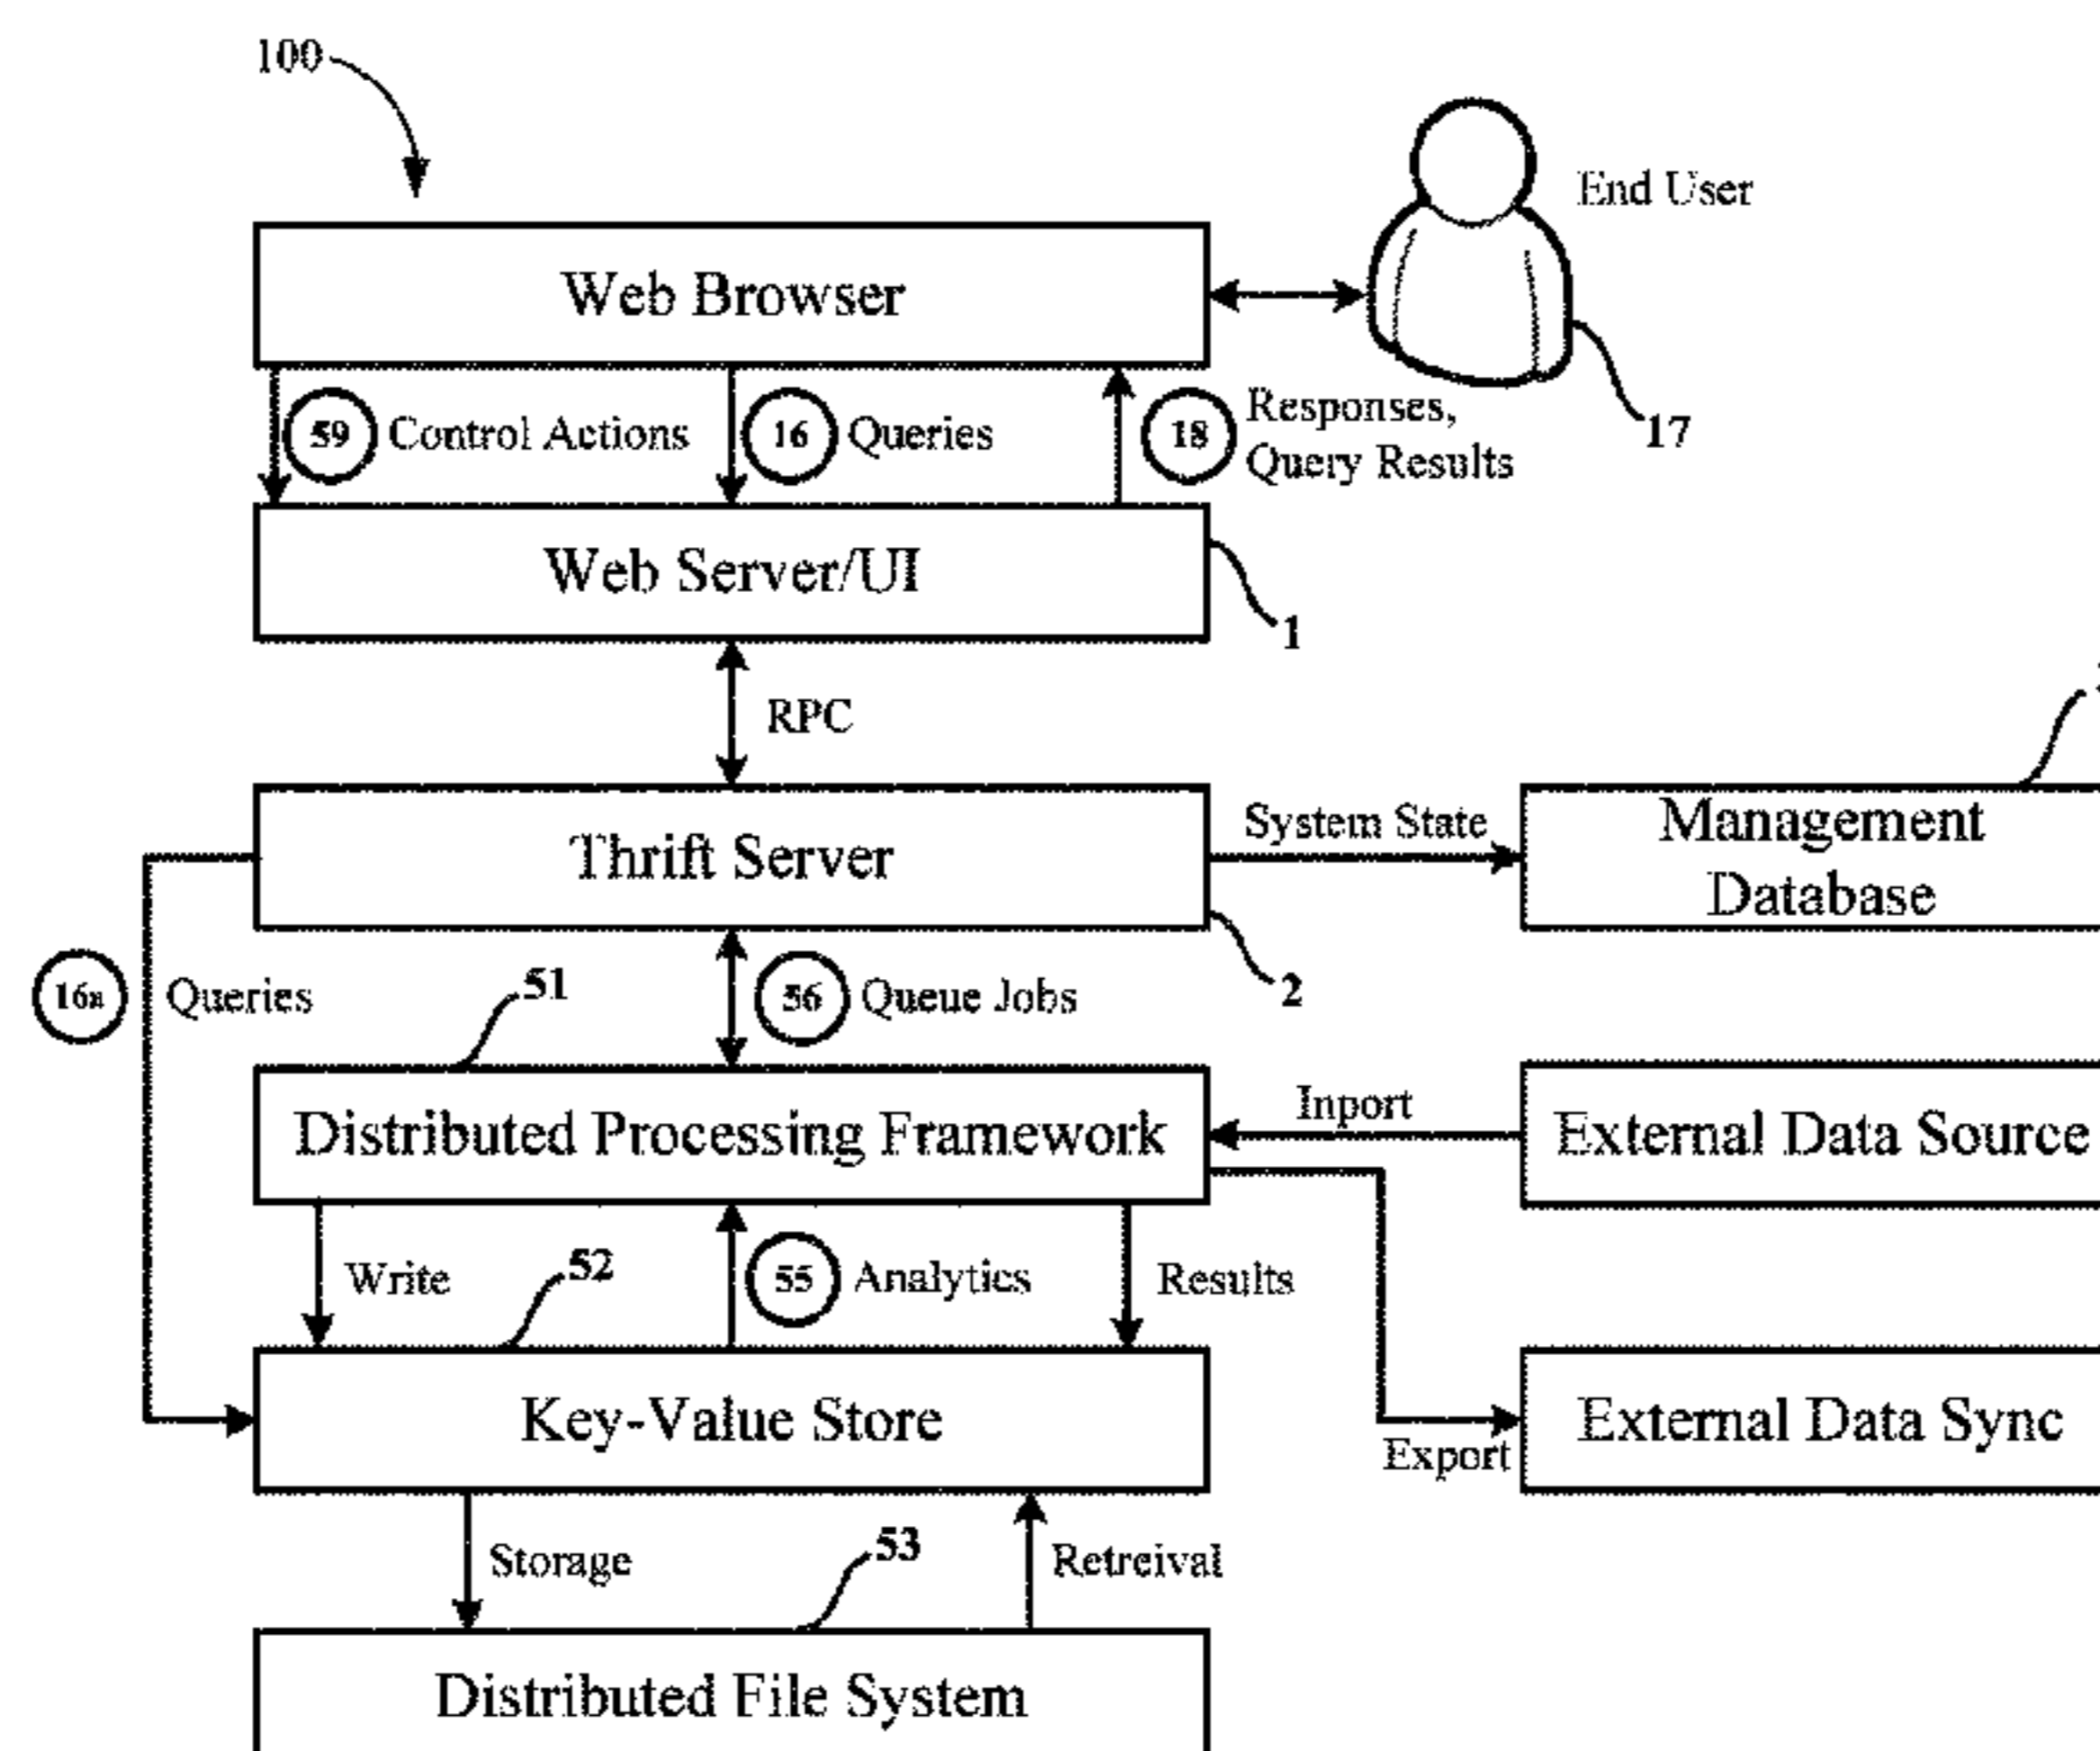 100
End User
Web Browser
59 Control Actions
16 Queries
18 Responses,
Query Results
17
Web Server/UI
1
RPC
Thrift Server
System State
Management
Database
2
16a Queries
51
56 Queue Jobs
Distributed Processing Framework
Inport
External Data Source
Write
52
55 Analytics
Results
Key-Value Store
Export
External Data Sync
Storage
53
Retreival
Distributed File System